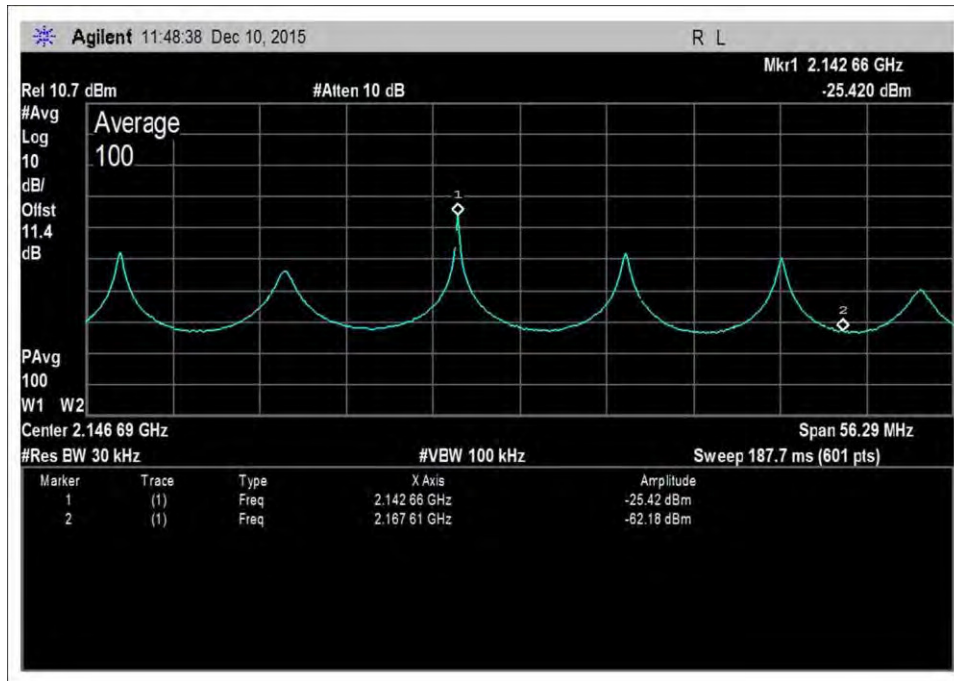 Agilent 11:48:38 Dec 10, 2015 R L
Mkr1 2.142 66 GHz
Rel 10.7 dBm #Atten 10 dB -25.420 dBm
#Avg
Log
10
dB/
Offst
11.4
dB
Average
100
1
2
PAvg
100
W1 W2
Center 2.146 69 GHz Span 56.29 MHz
#Res BW 30 kHz #VBW 100 kHz Sweep 187.7 ms (601 pts)
Marker Trace Type X Axis Amplitude
1 (1) Freq 2.142 66 GHz -25.42 dBm
2 (1) Freq 2.167 61 GHz -62.18 dBm